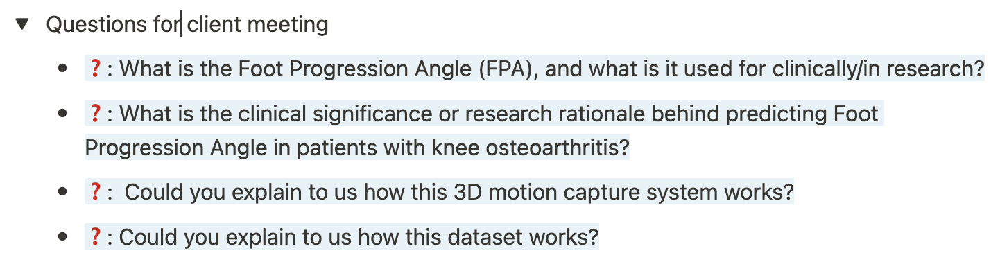 ▼ Questions for client meeting
• ❓: What is the Foot Progression Angle (FPA), and what is it used for clinically/in research?
• ❓: What is the clinical significance or research rationale behind predicting Foot
Progression Angle in patients with knee osteoarthritis?
• ❓: Could you explain to us how this 3D motion capture system works?
• ❓: Could you explain to us how this dataset works?